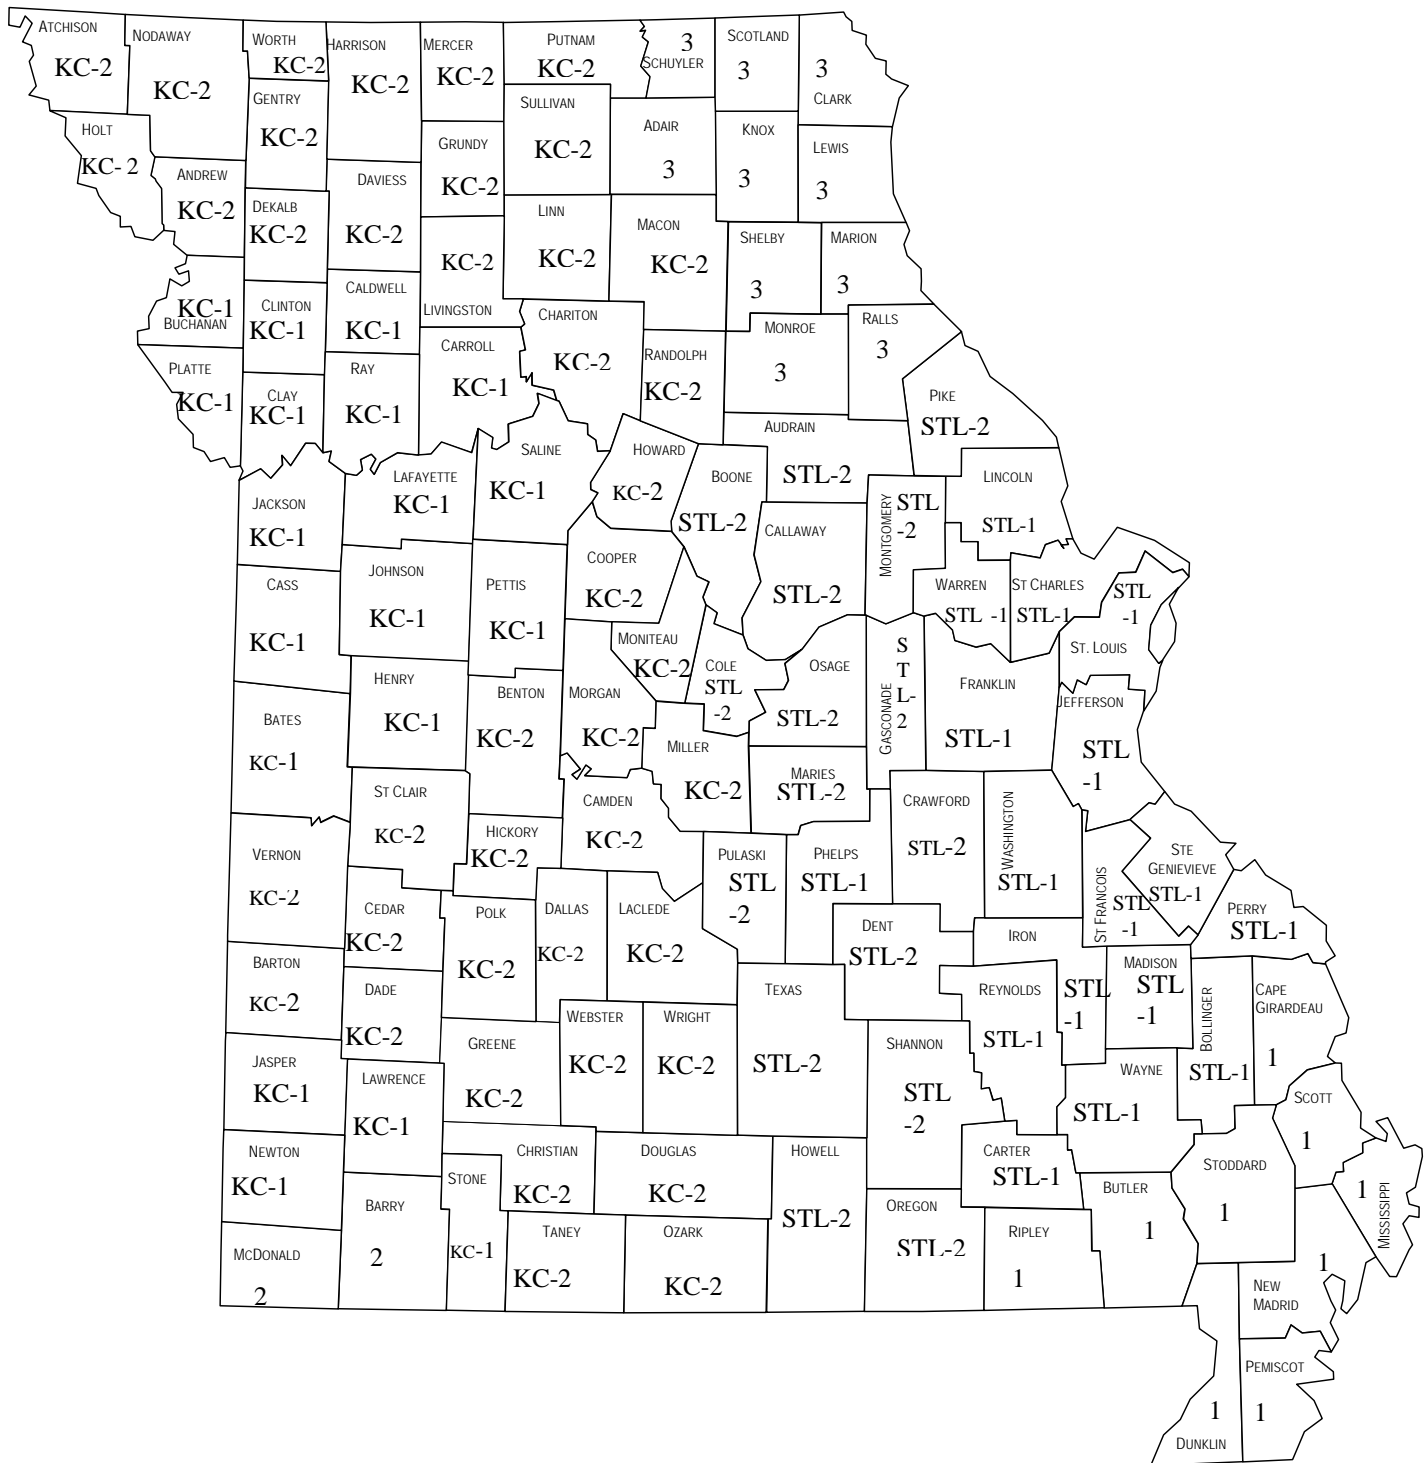 ATCHISON
KC-2
NODAWAY
KC-2
WORTH
KC-2
HARRISON
KC-2
MERCER
KC-2
PUTNAM
KC-2
3
SCHUYLER
SCOTLAND
3
3
CLARK
HOLT
KC- 2
GENTRY
KC-2
GRUNDY
KC-2
SULLIVAN
KC-2
ADAIR
3
KNOX
3
LEWIS
3
ANDREW
KC-2
DEKALB
KC-2
DAVIESS
KC-2
KC-2
LIVINGSTON
LINN
KC-2
MACON
KC-2
SHELBY
3
MARION
3
KC-1
BUCHANAN
CLINTON
KC-1
CALDWELL
KC-1
CARROLL
KC-1
CHARITON
KC-2
RANDOLPH
KC-2
MONROE
3
RALLS
3
PLATTE
KC-1
CLAY
KC-1
RAY
KC-1
PIKE
STL-2
AUDRAIN
STL-2
JACKSON
KC-1
LAFAYETTE
KC-1
SALINE
KC-1
HOWARD
KC-2
BOONE
STL-2
CALLAWAY
STL-2
MONTGOMERY
STL
-2
LINCOLN
STL-1
CASS
KC-1
JOHNSON
KC-1
PETTIS
KC-1
COOPER
KC-2
WARREN
STL -1
ST CHARLES
STL-1
STL
-1
ST. LOUIS
MONITEAU
KC-2
COLE
STL
-2
OSAGE
STL-2
GASCONADE
S
T
L-
2
FRANKLIN
STL-1
JEFFERSON
STL
-1
BATES
KC-1
HENRY
KC-1
BENTON
KC-2
MORGAN
KC-2
MILLER
KC-2
MARIES
STL-2
ST CLAIR
KC-2
HICKORY
KC-2
CAMDEN
KC-2
PULASKI
STL
-2
PHELPS
STL-1
CRAWFORD
STL-2
WASHINGTON
STL-1
ST FRANCOIS
STL
-1
STE
GENIEVIEVE
STL-1
PERRY
STL-1
VERNON
KC-2
CEDAR
KC-2
POLK
KC-2
DALLAS
KC-2
LACLEDE
KC-2
DENT
STL-2
IRON
STL
-1
MADISON
STL
-1
BARTON
KC-2
DADE
KC-2
TEXAS
STL-2
REYNOLDS
STL-1
BOLLINGER
STL-1
CAPE
GIRARDEAU
1
JASPER
KC-1
LAWRENCE
KC-1
GREENE
KC-2
WEBSTER
KC-2
WRIGHT
KC-2
SHANNON
STL
-2
WAYNE
STL-1
SCOTT
1
NEWTON
KC-1
BARRY
2
STONE
KC-1
CHRISTIAN
KC-2
DOUGLAS
KC-2
HOWELL
STL-2
CARTER
STL-1
BUTLER
1
STODDARD
1
1
MISSISSIPPI
MCDONALD
2
TANEY
KC-2
OZARK
KC-2
OREGON
STL-2
RIPLEY
1
1
NEW
MADRID
PEMISCOT
1
1
DUNKLIN